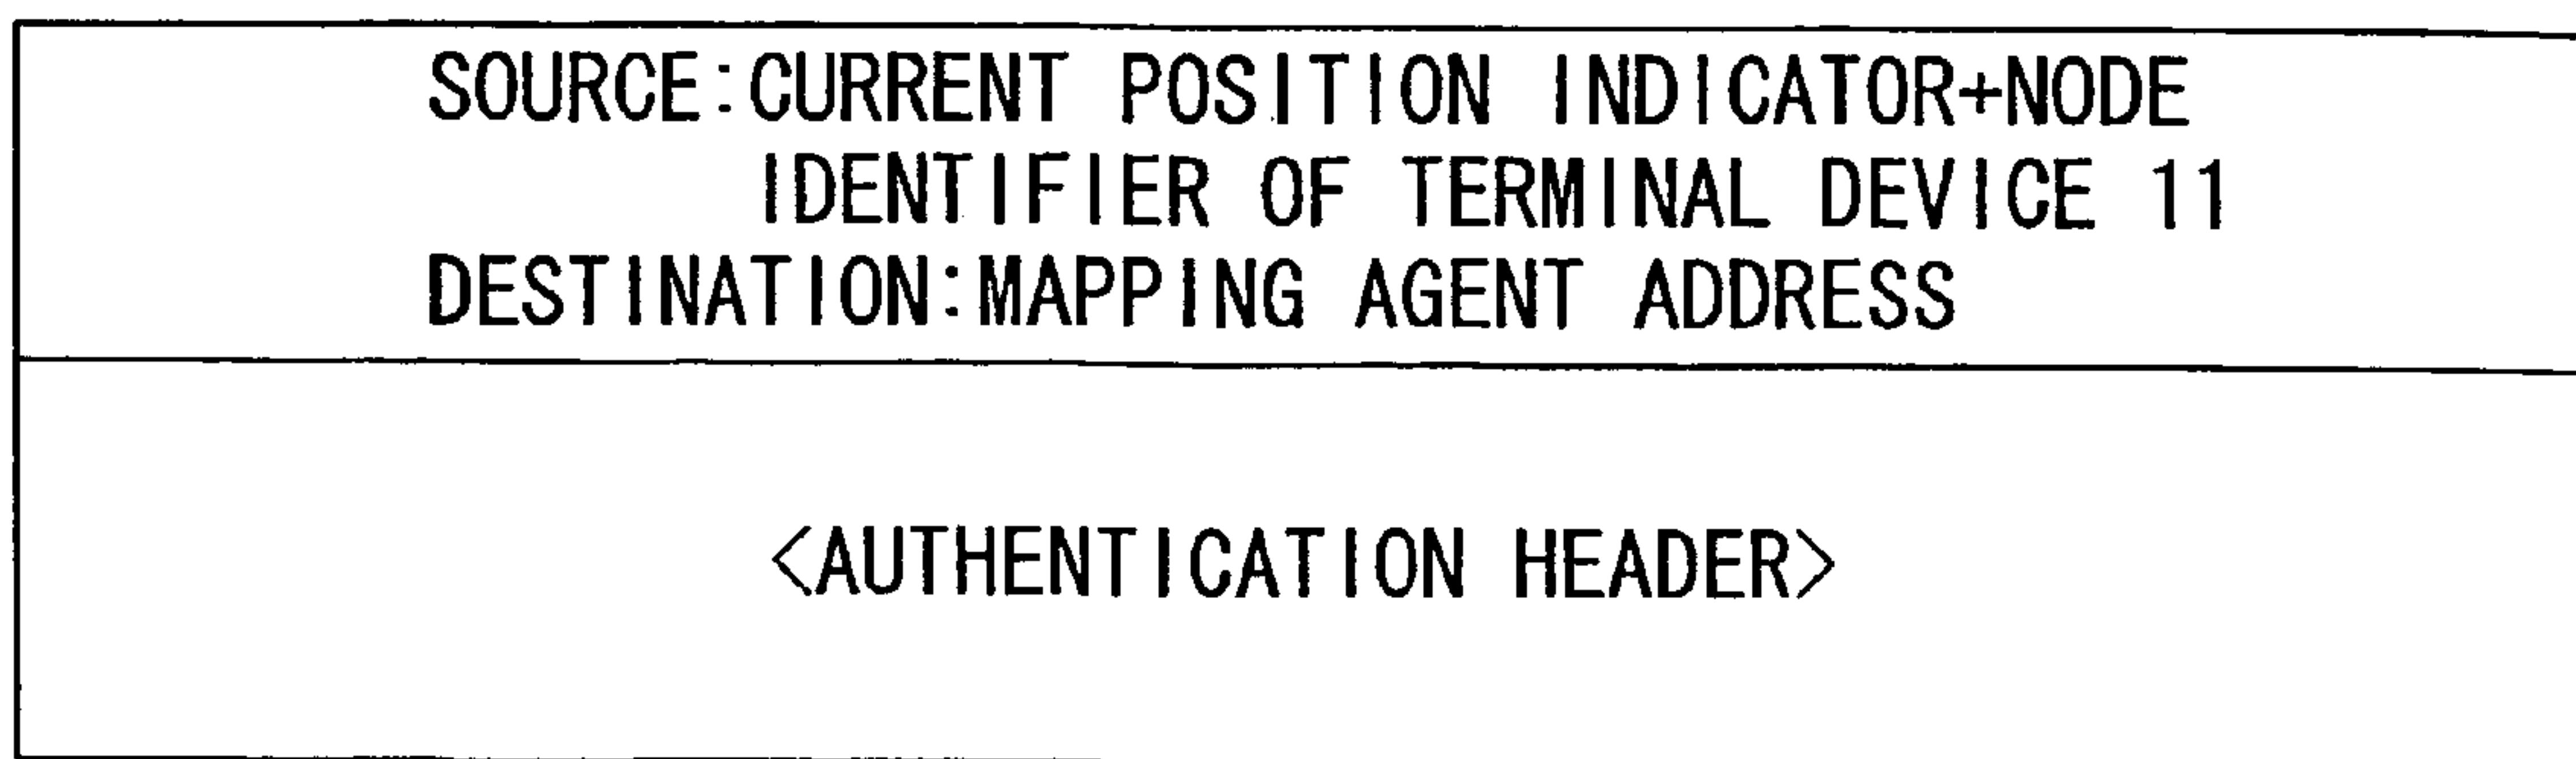 SOURCE:CURRENT POSITION INDICATOR+NODE
IDENTIFIER OF TERMINAL DEVICE 11
DESTINATION:MAPPING AGENT ADDRESS
<AUTHENTICATION HEADER>